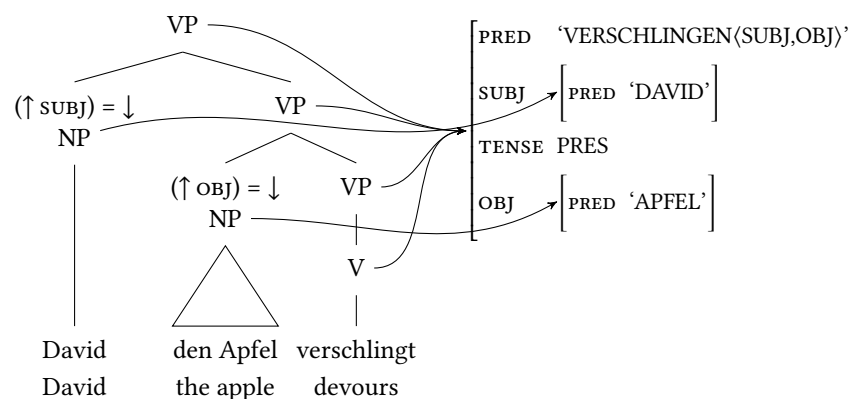 VP
PRED ‘VERSCHLINGEN⟨SUBJ,OBJ⟩’
(↑ SUBJ) = ↓ VP SUBJ [PRED ‘DAVID’]
NP
TENSE PRES
(↑ OBJ) = ↓ VP OBJ [PRED ‘APFEL’]
NP
V
David den Apfel verschlingt
David the apple devours